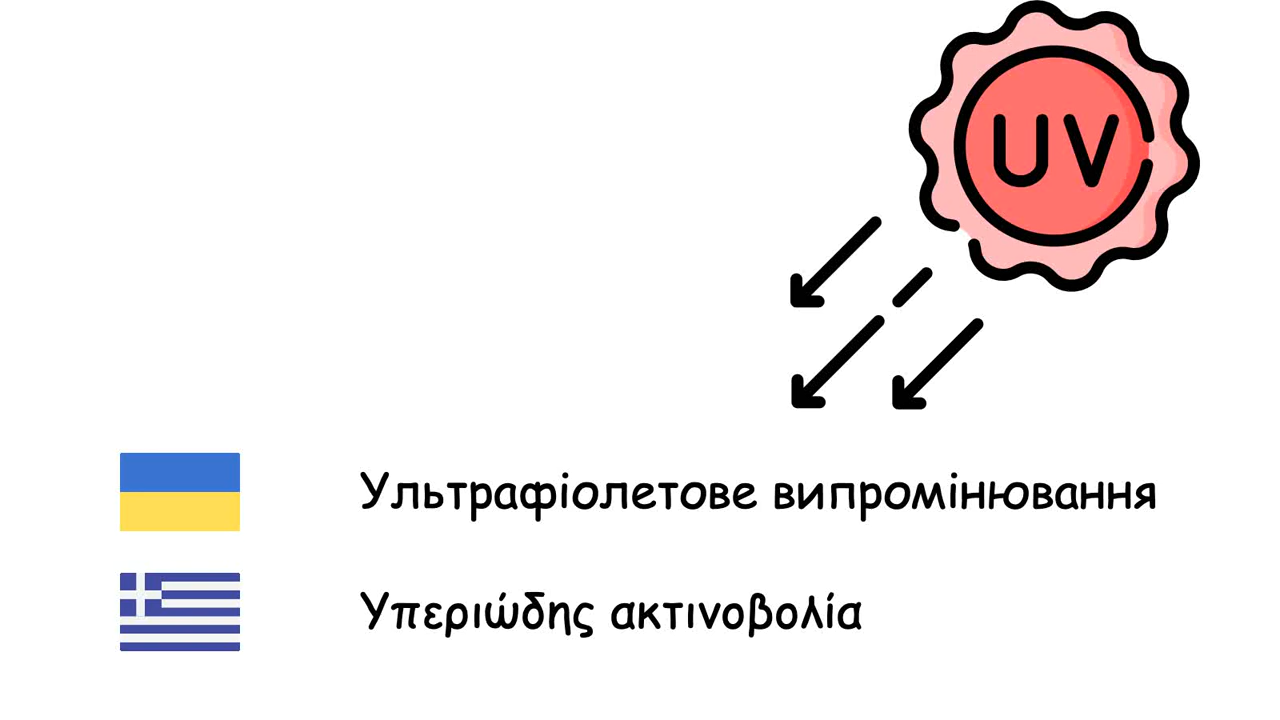 UV
Ультрафіолетове випромінювання
Υπεριώδης ακτινοβολία